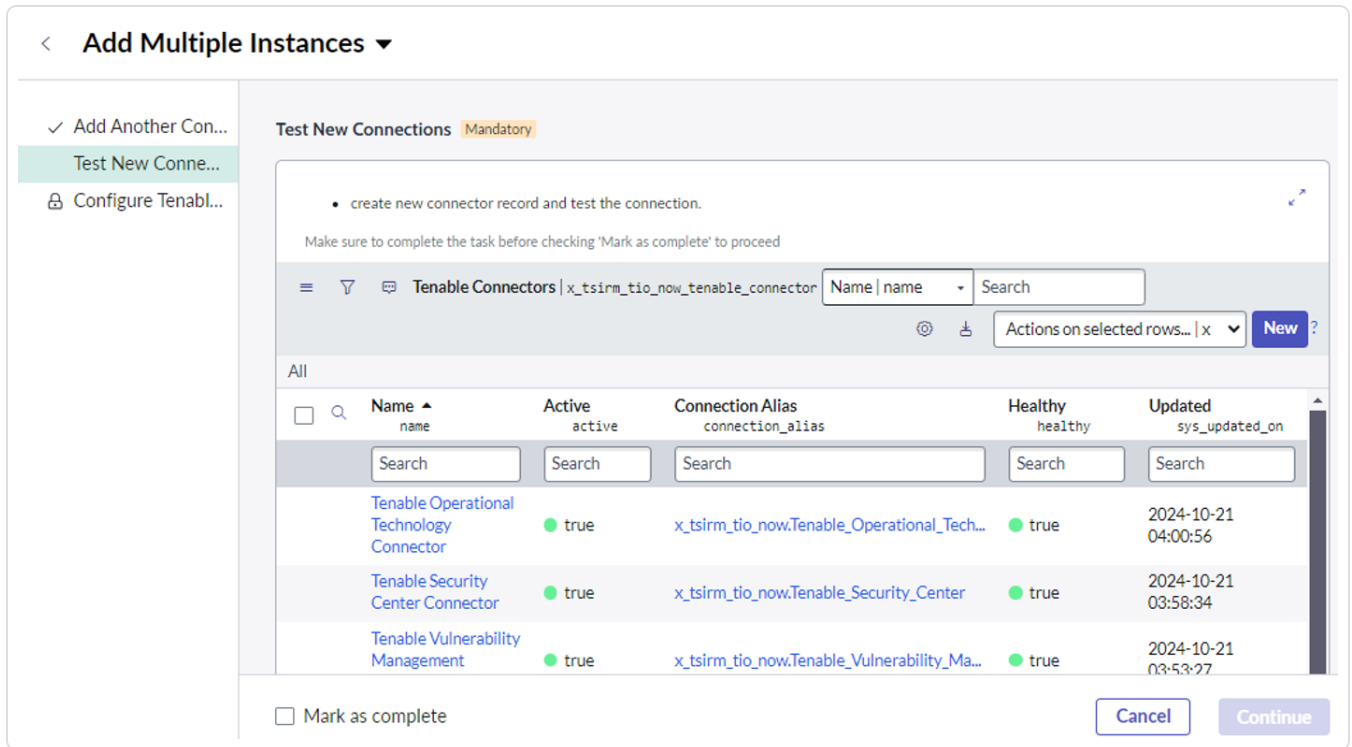 Add Multiple Instances
Add Another Con...
Test New Conne...
Configure Tenabl...
Test New Connections Mandatory
create new connector record and test the connection.
Make sure to complete the task before checking 'Mark as complete' to proceed
Tenable Connectors | x_tsirm_tio_now_tenable_connector Name | name Search
Actions on selected rows... | x New ?
All
Name Active Connection Alias Healthy Updated
name active connection_alias healthy sys_updated_on
Search Search Search Search Search
Tenable Operational
Technology
Connector
true x_tsirm_tio_now.Tenable_Operational_Tech... true
2024-10-21
04:00:56
Tenable Security
Center Connector
true x_tsirm_tio_now.Tenable_Security_Center true
2024-10-21
03:58:34
Tenable Vulnerability
Management
true x_tsirm_tio_now.Tenable_Vulnerability_Ma... true
2024-10-21
03:53:27
Mark as complete Cancel Continue